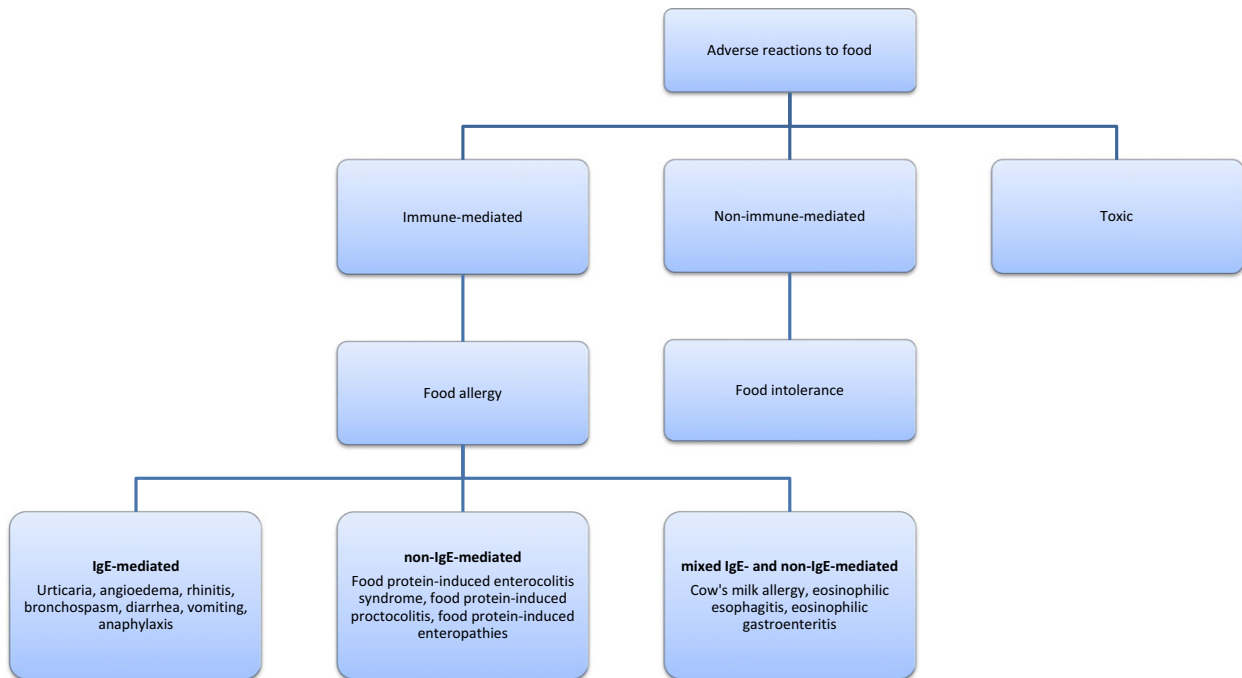 Adverse reactions to food
Immune-mediated
Non-immune-mediated
Toxic
Food allergy
Food intolerance
IgE-mediated
Urticaria, angioedema, rhinitis,
bronchospasm, diarrhea, vomiting,
anaphylaxis
non-IgE-mediated
Food protein-induced enterocolitis
syndrome, food protein-induced
proctocolitis, food protein-induced
enteropathies
mixed IgE- and non-IgE-mediated
Cow's milk allergy, eosinophilic
esophagitis, eosinophilic
gastroenteritis